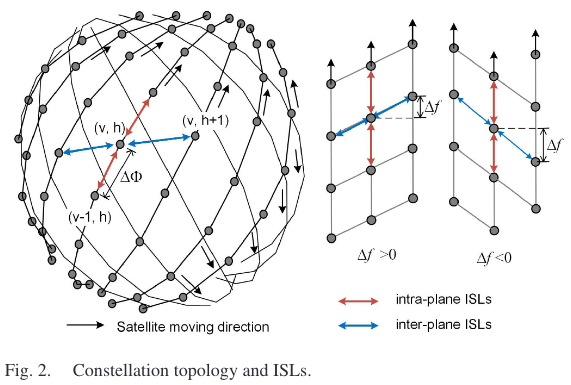 (v, h)
(v, h+1)
ΔΦ
(v-1, h)
Δf
Δf
Δf >0
Δf <0
intra-plane ISLs
inter-plane ISLs
Satellite moving direction
Fig. 2. Constellation topology and ISLs.